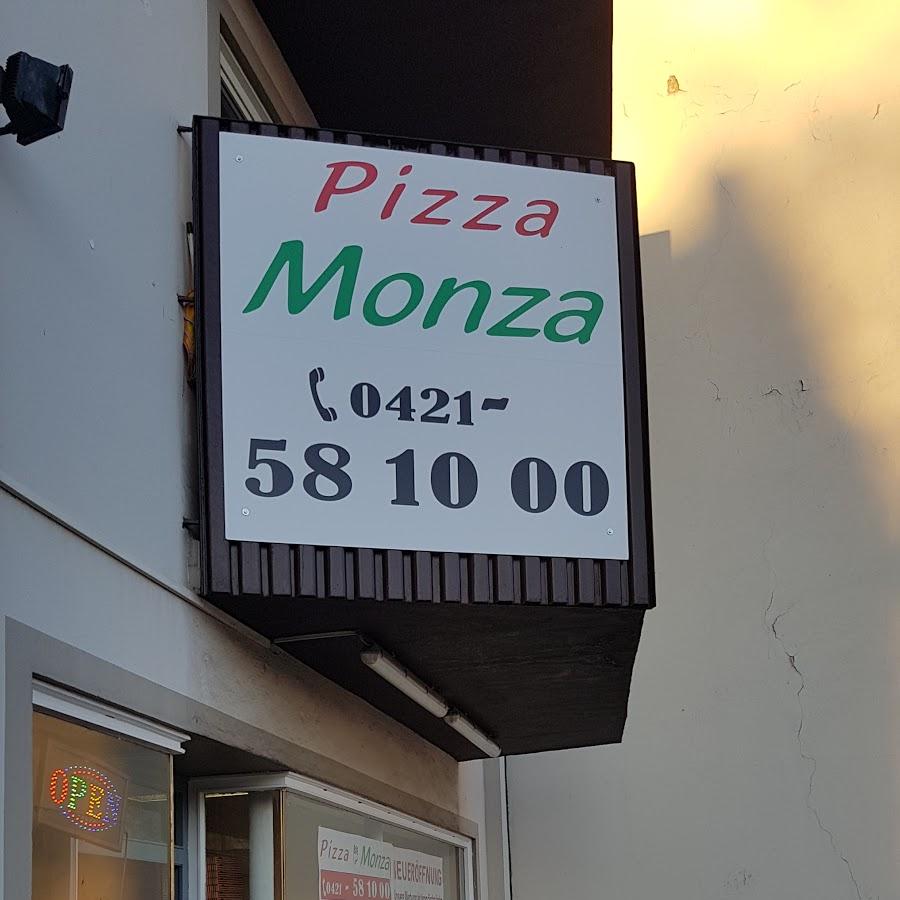 Pizza
Monza
0421-
58 10 00
OPEN
Pizza Monza
0421 - 58 10 00
NEUERÖFFNUNG